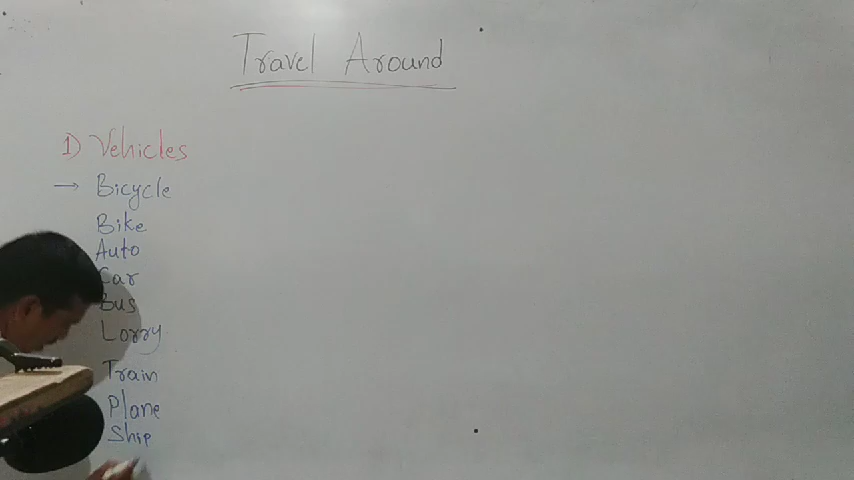 Travel Around
1) Vehicles
→ Bicycle
Bike
Auto
Car
Bus
Lorry
Train
Plane
Ship